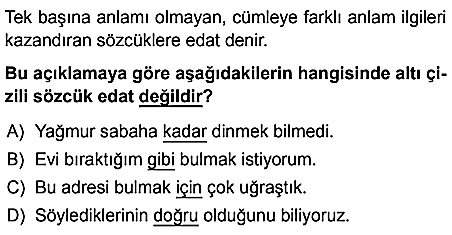 Tek başına anlamı olmayan, cümleye farklı anlam ilgileri
kazandıran sözcüklere edat denir.
Bu açıklamaya göre aşağıdakilerin hangisinde altı çi-
zili sözcük edat değildir?
A) Yağmur sabaha kadar dinmek bilmedi.
B) Evi bıraktığım gibi bulmak istiyorum.
C) Bu adresi bulmak için çok uğraştık.
D) Söylediklerinin doğru olduğunu biliyoruz.